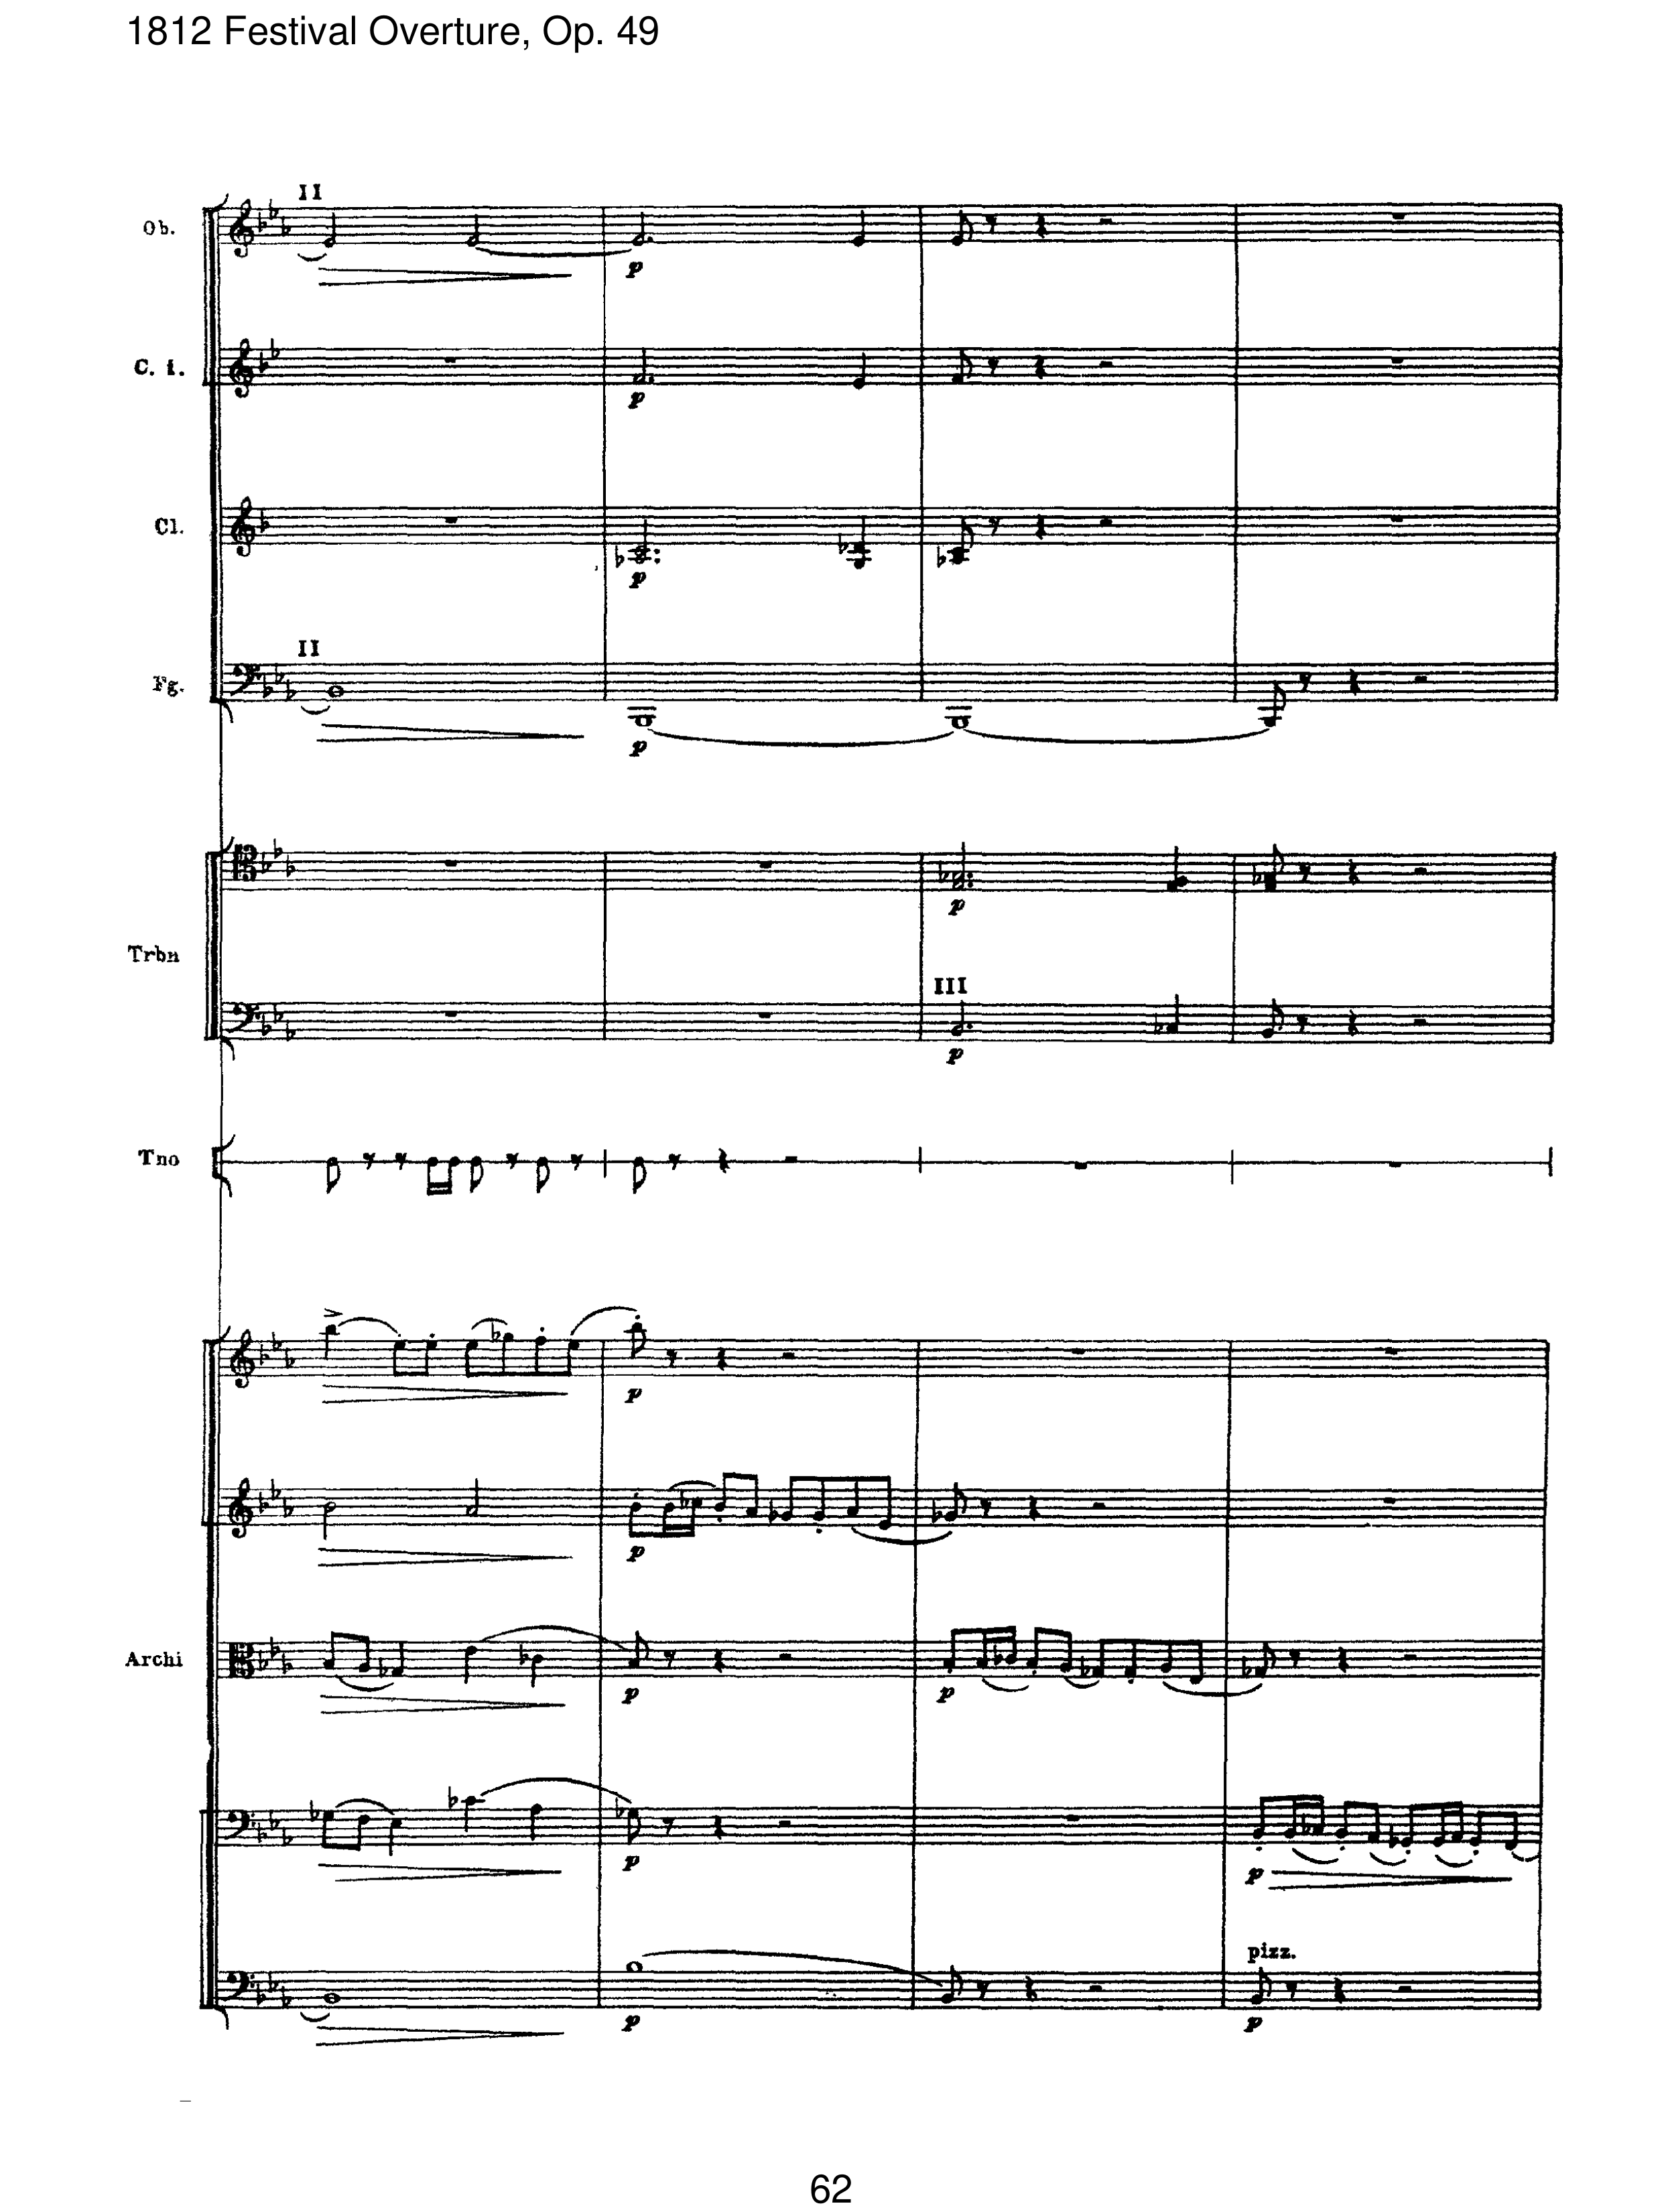 1812 Festival Overture, Op. 49
II
Ob.
p
C. i.
p
Cl.
p
II
Fg.
p
p
Trbn
III
p
Tno
p
p
Archi
p
p
p
p
pizz.
p
p
62